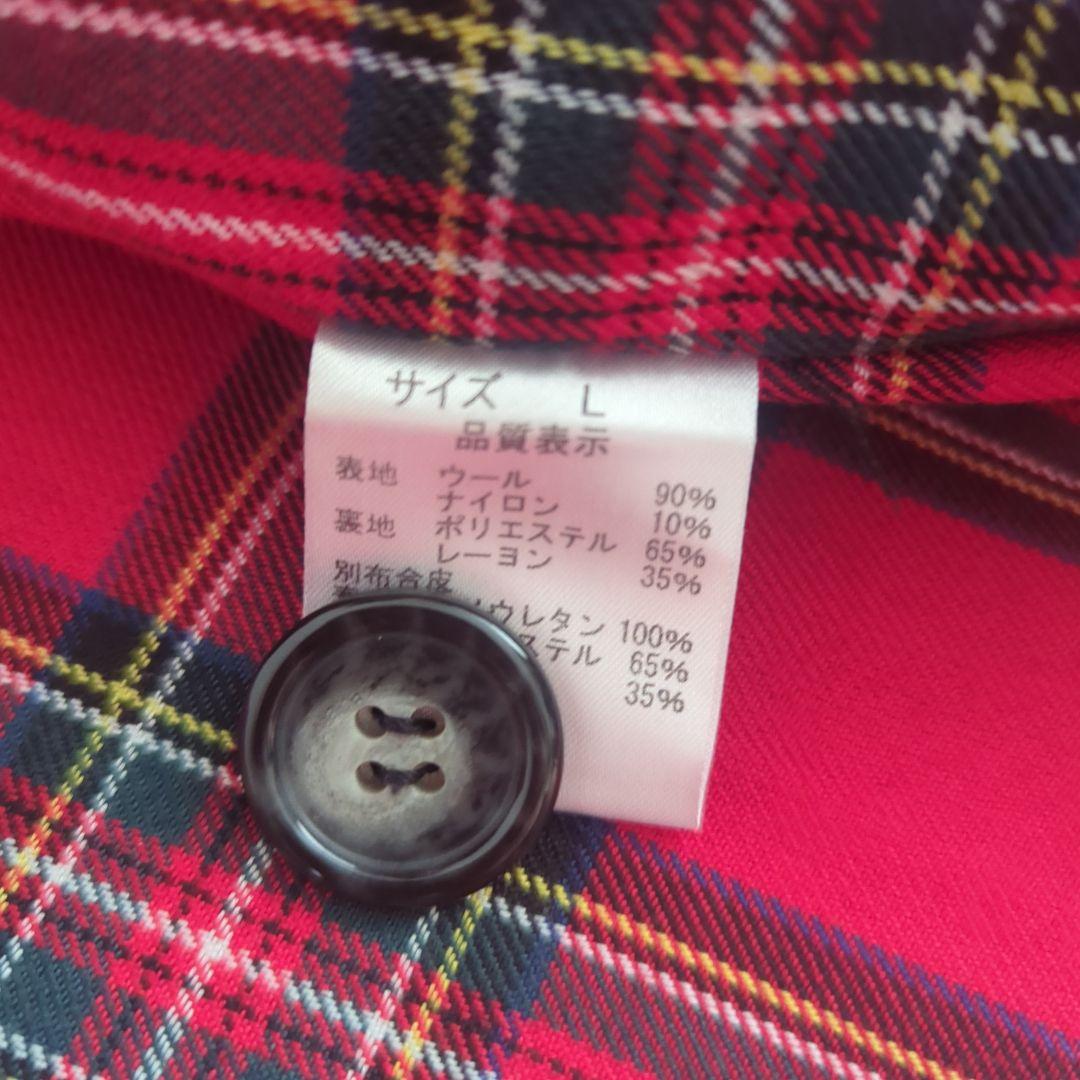 サイズ L
品質表示
表地 ウール 90%
ナイロン 10%
裏地 ポリエステル 65%
レーヨン 35%
別布合皮
ウレタン 100%
ステル 65%
35%